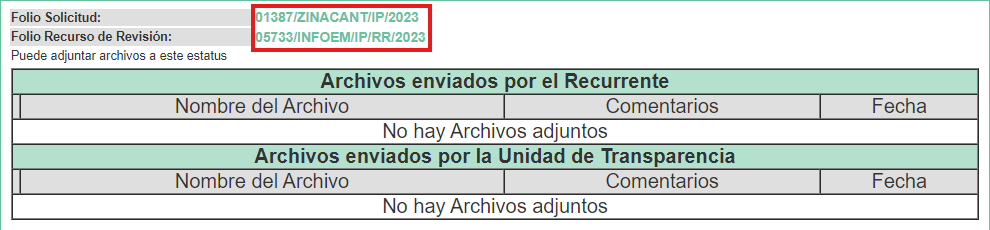 Folio Solicitud: 01387/ZINACANT/IP/2023
Folio Recurso de Revisión: 05733/INFOEM/IP/RR/2023
Puede adjuntar archivos a este estatus
Archivos enviados por el Recurrente
Nombre del Archivo Comentarios Fecha
No hay Archivos adjuntos
Archivos enviados por la Unidad de Transparencia
Nombre del Archivo Comentarios Fecha
No hay Archivos adjuntos